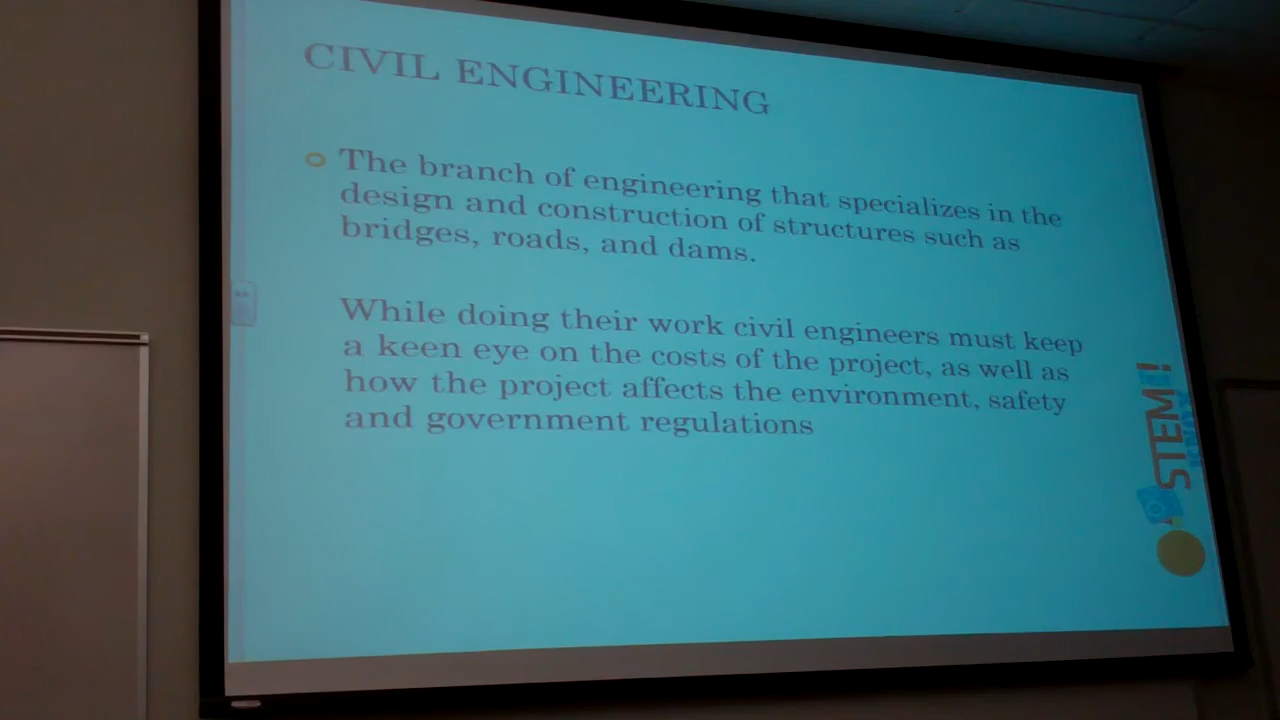 CIVIL ENGINEERING
The branch of engineering that specializes in the
design and construction of structures such as
bridges, roads, and dams.
While doing their work civil engineers must keep
a keen eye on the costs of the project, as well as
how the project affects the environment, safety
and government regulations
STEM!